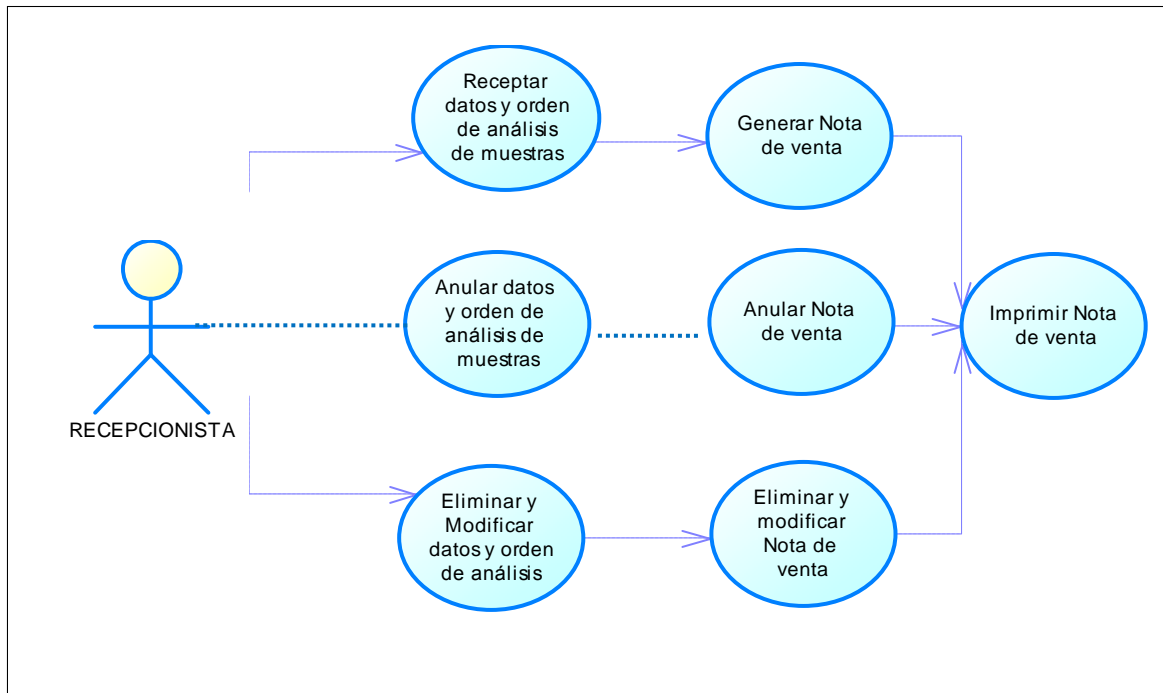 Receptar
datos y orden
de análisis
de muestras
Generar Nota
de venta
Anular datos
y orden de
análisis de
muestras
Anular Nota
de venta
Imprimir Nota
de venta
RECEPCIONISTA
Eliminar y
Modificar
datos y orden
de análisis
Eliminar y
modificar
Nota de
venta